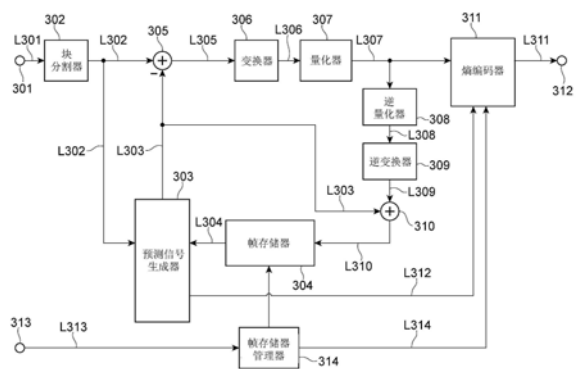 302
306
307
311
L301
块
分割器
L302
305
L305
变换器
L306
量化器
L307
熵编码器
L311
301
312
逆
量化器
308
L308
L302
L303
逆变换器
309
303
L303
L309
预测信号
生成器
L304
帧存储器
310
304
L310
L312
313
L313
帧存储器
管理器
L314
314